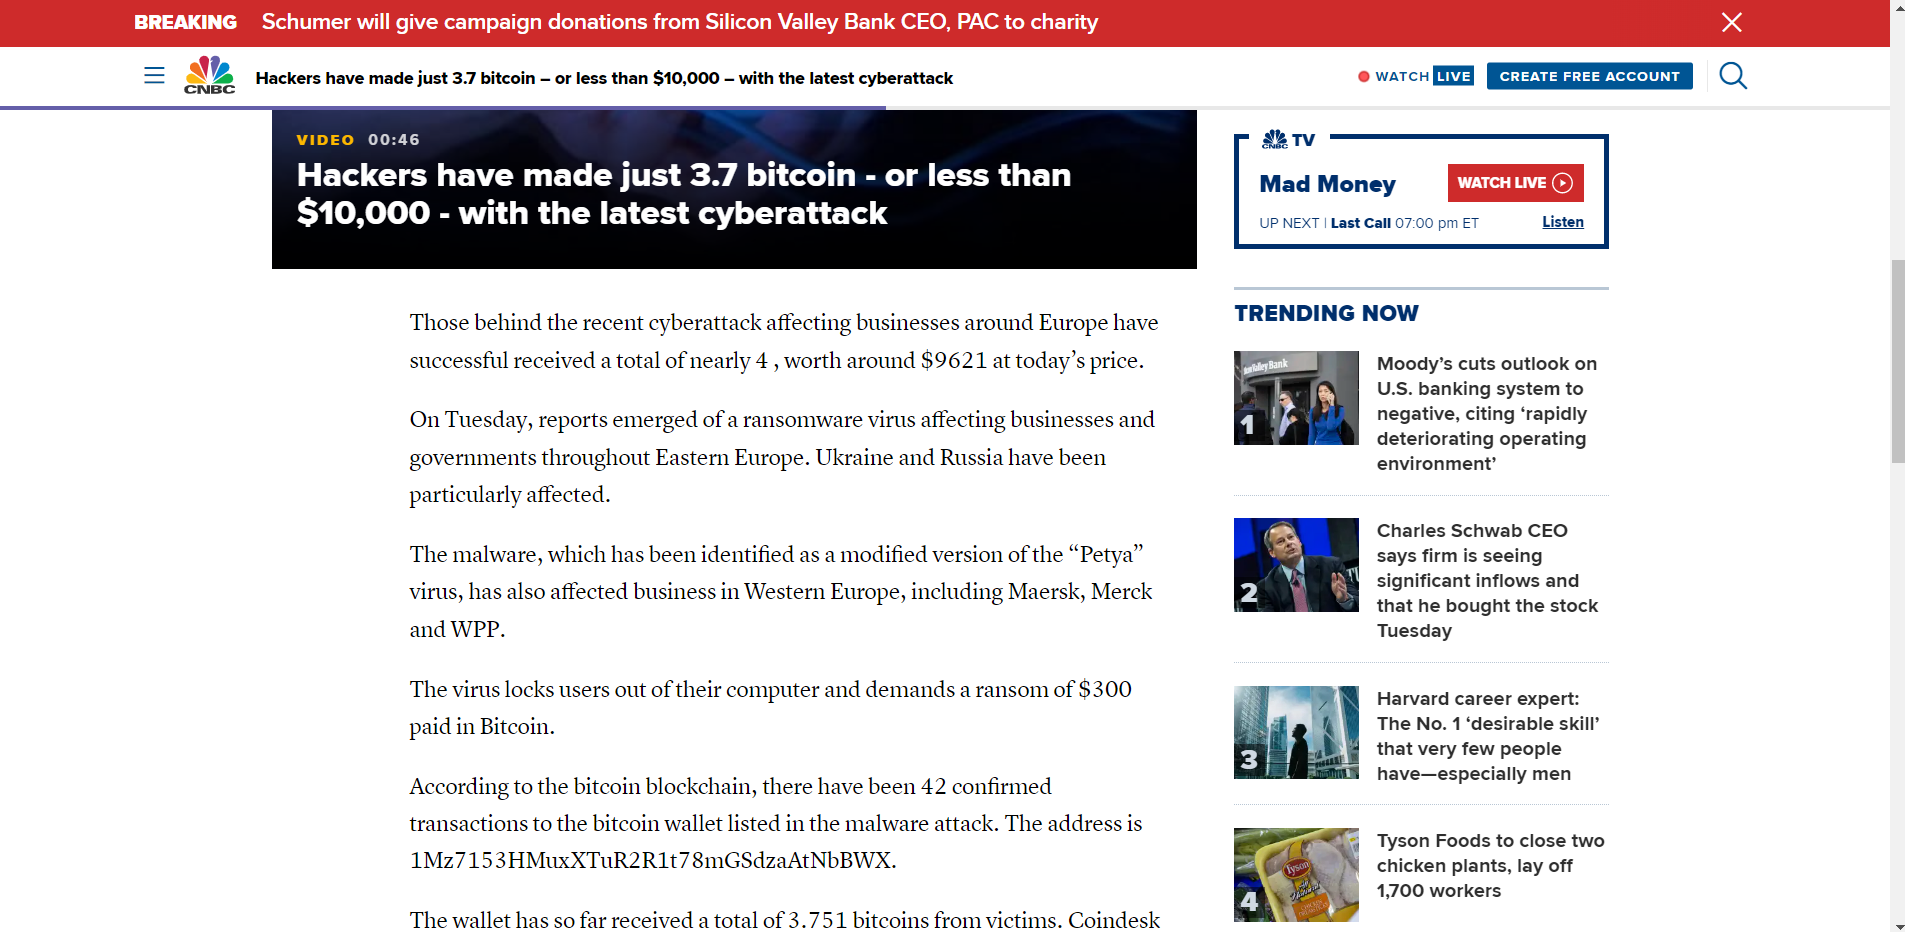 BREAKING Schumer will give campaign donations from Silicon Valley Bank CEO, PAC to charity
CNBC Hackers have made just 3.7 bitcoin – or less than $10,000 – with the latest cyberattack WATCH LIVE CREATE FREE ACCOUNT
VIDEO 00:46
Hackers have made just 3.7 bitcoin - or less than
$10,000 - with the latest cyberattack
Those behind the recent cyberattack affecting businesses around Europe have
successful received a total of nearly 4 , worth around $9621 at today’s price.
On Tuesday, reports emerged of a ransomware virus affecting businesses and
governments throughout Eastern Europe. Ukraine and Russia have been
particularly affected.
The malware, which has been identified as a modified version of the “Petya”
virus, has also affected business in Western Europe, including Maersk, Merck
and WPP.
The virus locks users out of their computer and demands a ransom of $300
paid in Bitcoin.
According to the bitcoin blockchain, there have been 42 confirmed
transactions to the bitcoin wallet listed in the malware attack. The address is
1Mz7153HMuxXTuR2R1t78mGSdzaAtNbBWX.
The wallet has so far received a total of 3.751 bitcoins from victims. Coindesk
CNBC TV
Mad Money WATCH LIVE
UP NEXT | Last Call 07:00 pm ET Listen
TRENDING NOW
Valley Bank
1
Moody’s cuts outlook on
U.S. banking system to
negative, citing ‘rapidly
deteriorating operating
environment’
2
Charles Schwab CEO
says firm is seeing
significant inflows and
that he bought the stock
Tuesday
3
Harvard career expert:
The No. 1 ‘desirable skill’
that very few people
have—especially men
Tyson
4
Tyson Foods to close two
chicken plants, lay off
1,700 workers